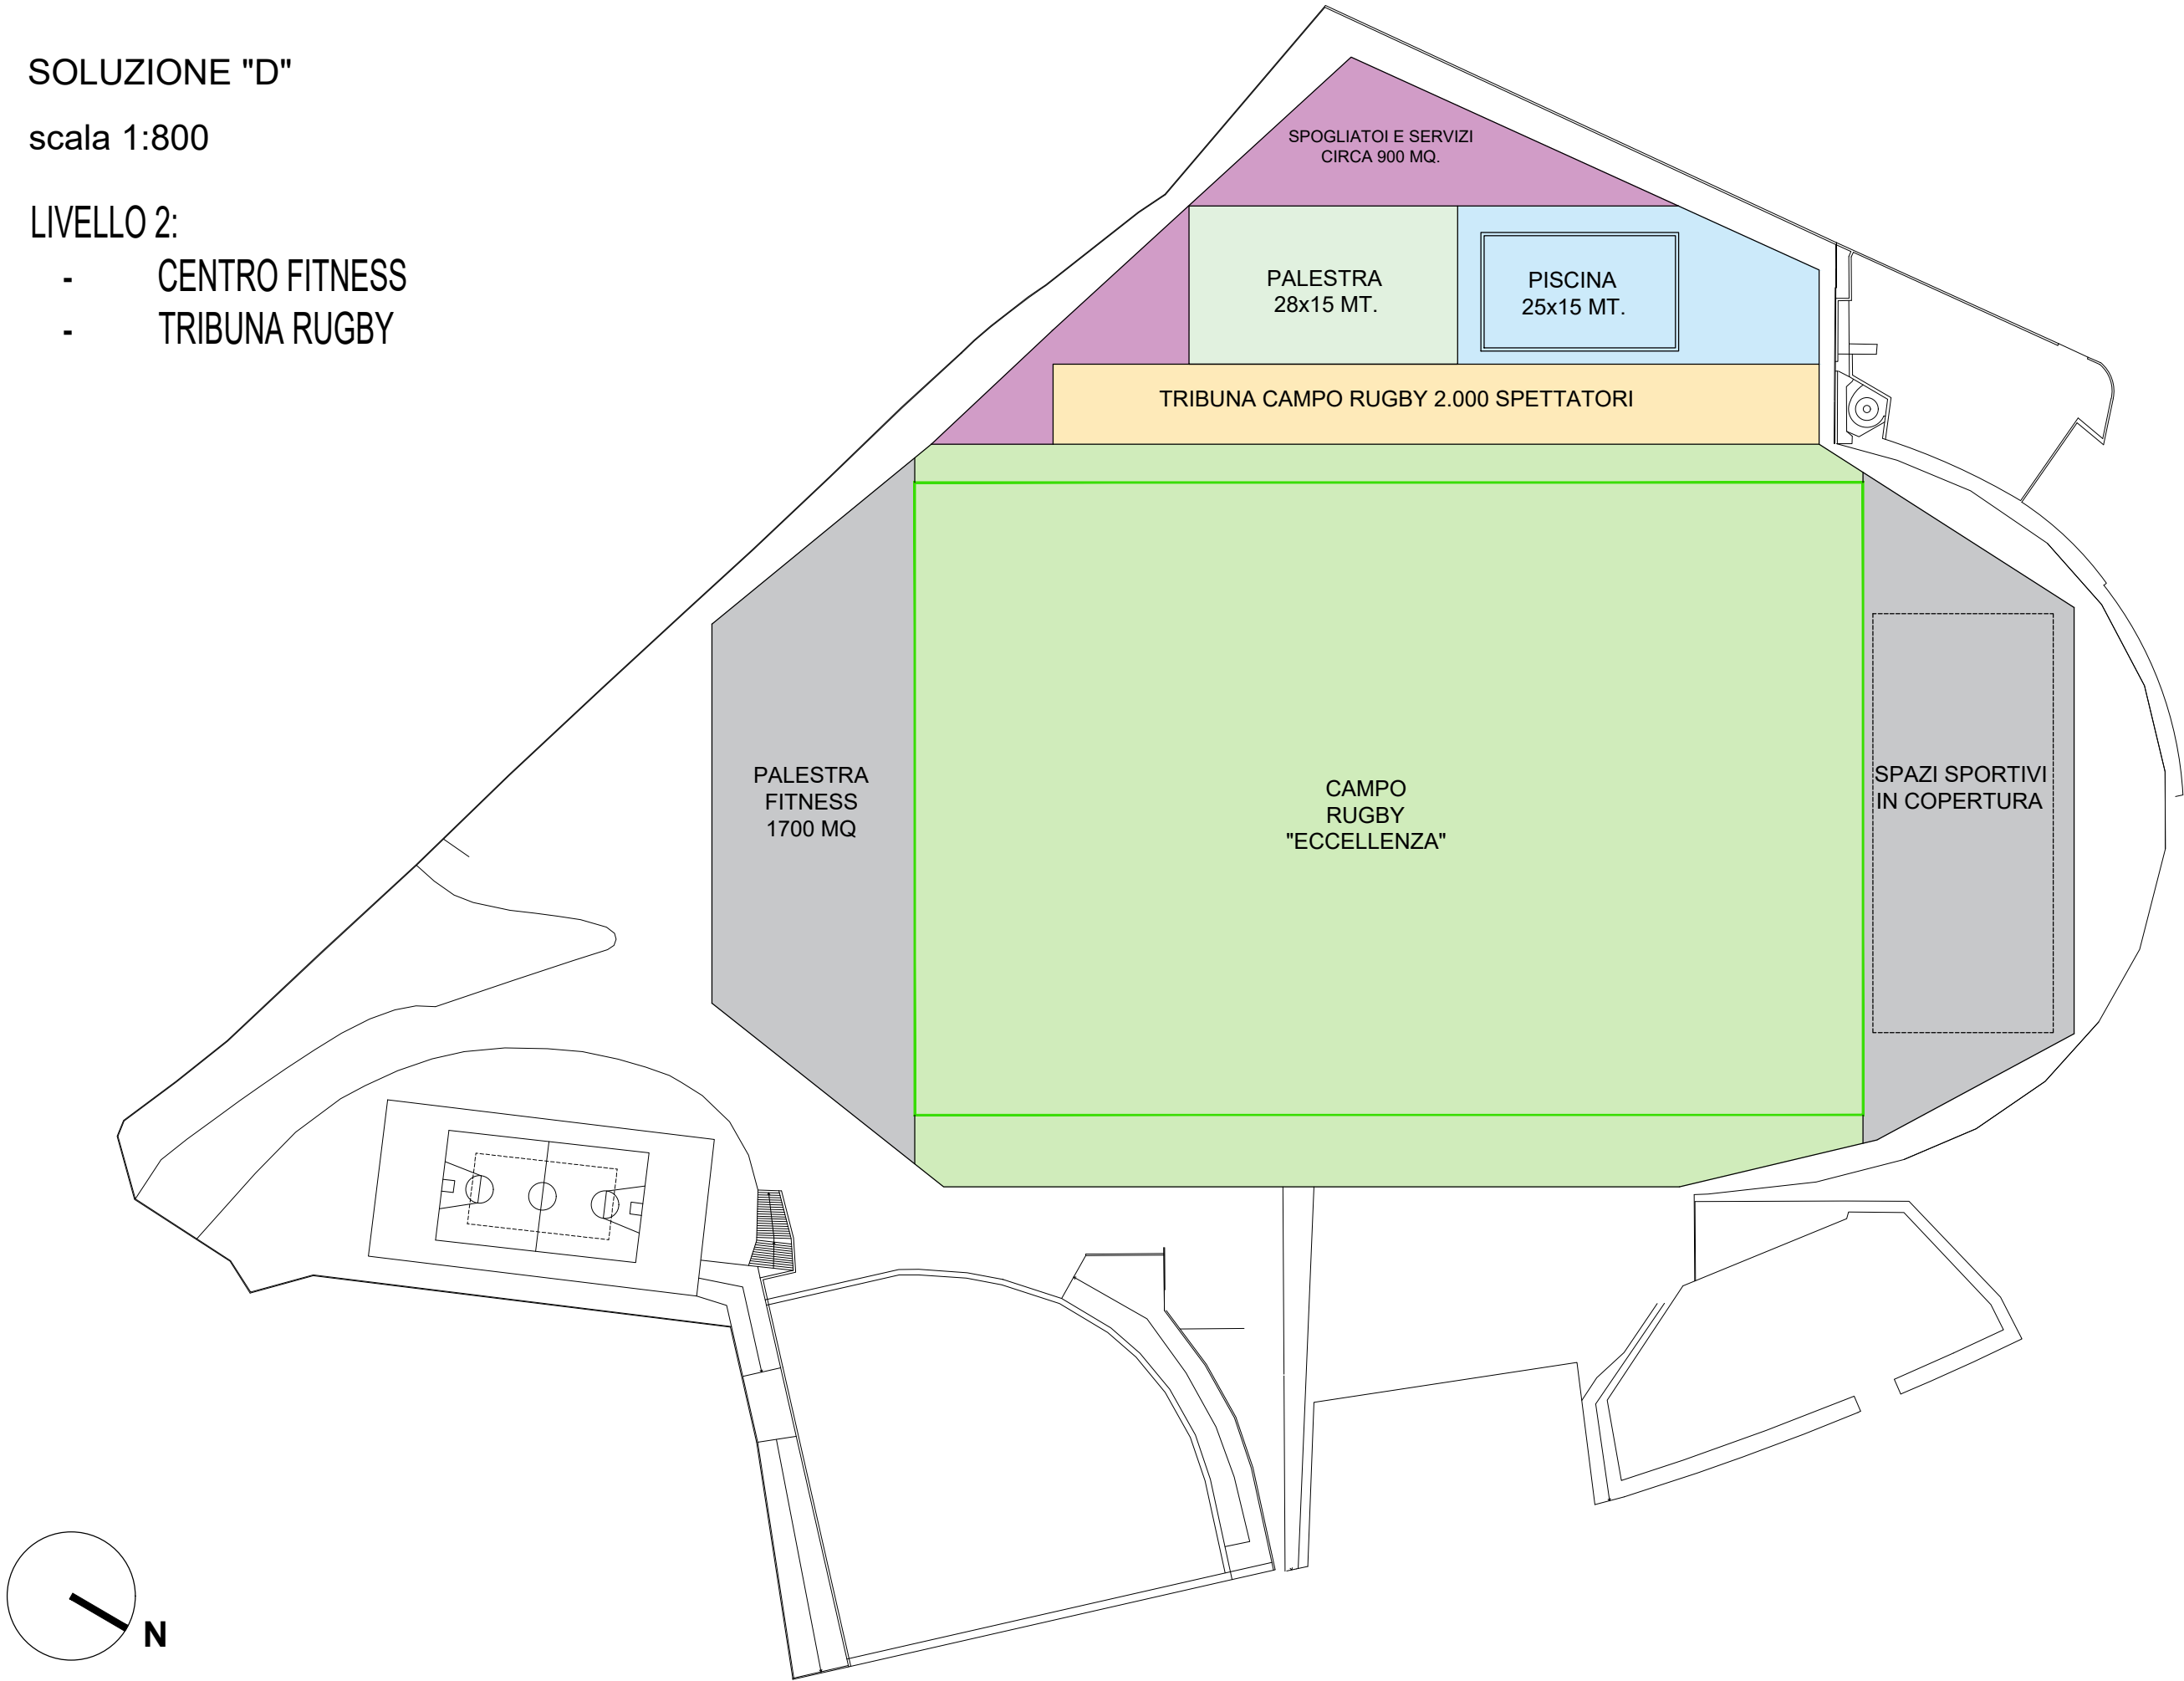 SOLUZIONE "D"
scala 1:800
LIVELLO 2:
- CENTRO FITNESS
- TRIBUNA RUGBY
SPOGLIATOI E SERVIZI
CIRCA 900 MQ.
PALESTRA
28x15 MT.
PISCINA
25x15 MT.
TRIBUNA CAMPO RUGBY 2.000 SPETTATORI
PALESTRA
FITNESS
1700 MQ
CAMPO
RUGBY
"ECCELLENZA"
SPAZI SPORTIVI
IN COPERTURA
N